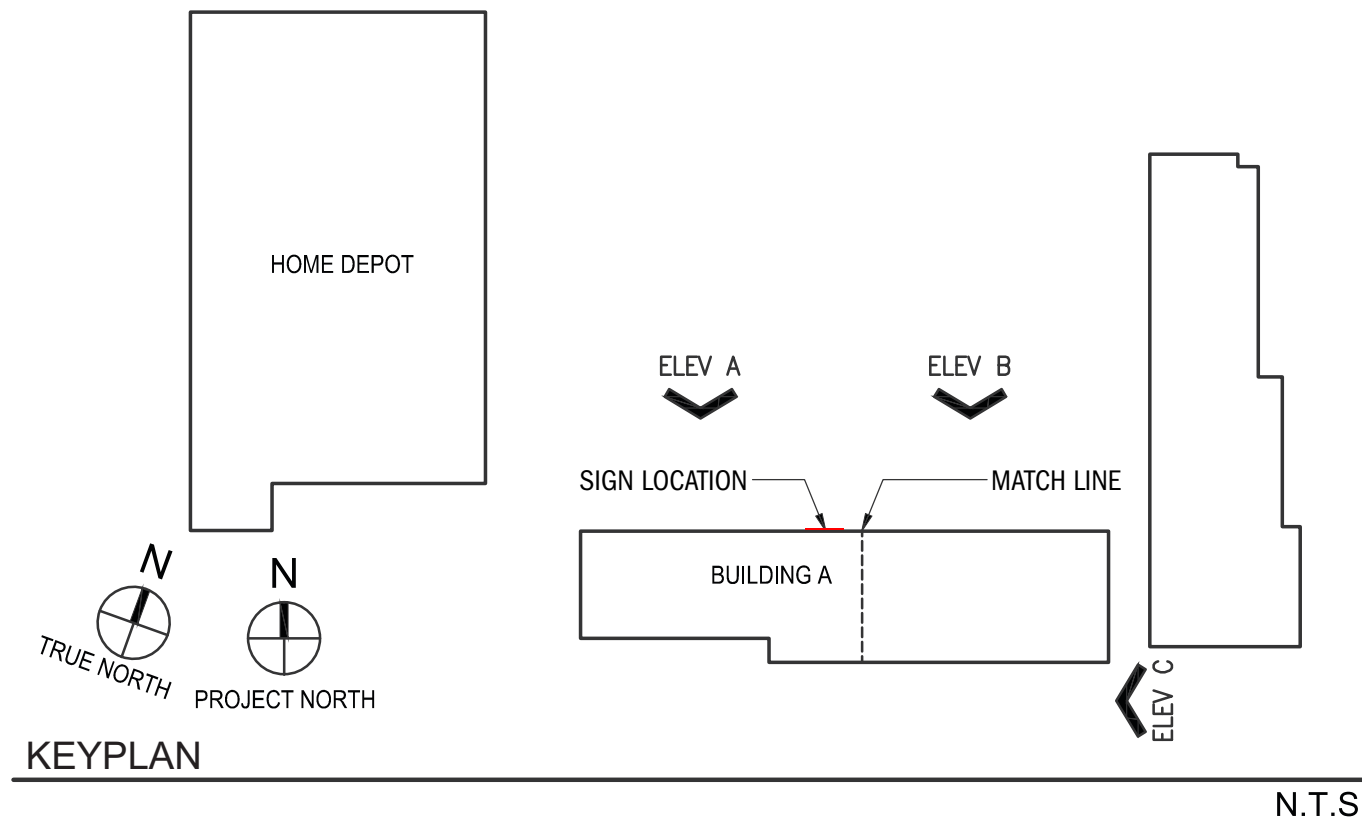 HOME DEPOT
ELEV A
ELEV B
SIGN LOCATION
MATCH LINE
BUILDING A
N
N
TRUE NORTH
PROJECT NORTH
ELEV C
KEYPLAN
N.T.S